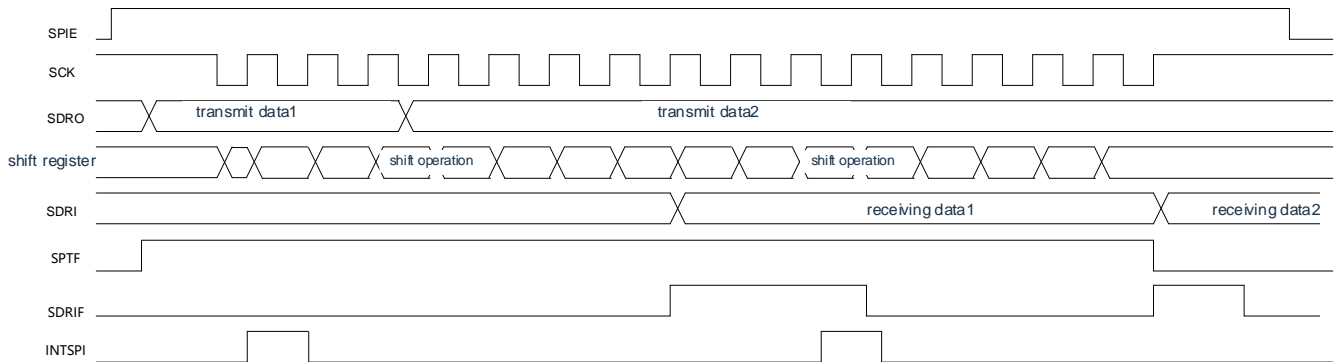 SPIE
SCK
SDRO transmit data1 transmit data2
shift register shift operation shift operation
SDRI receiving data1 receiving data2
SPTF
SDRIF
INTSPI